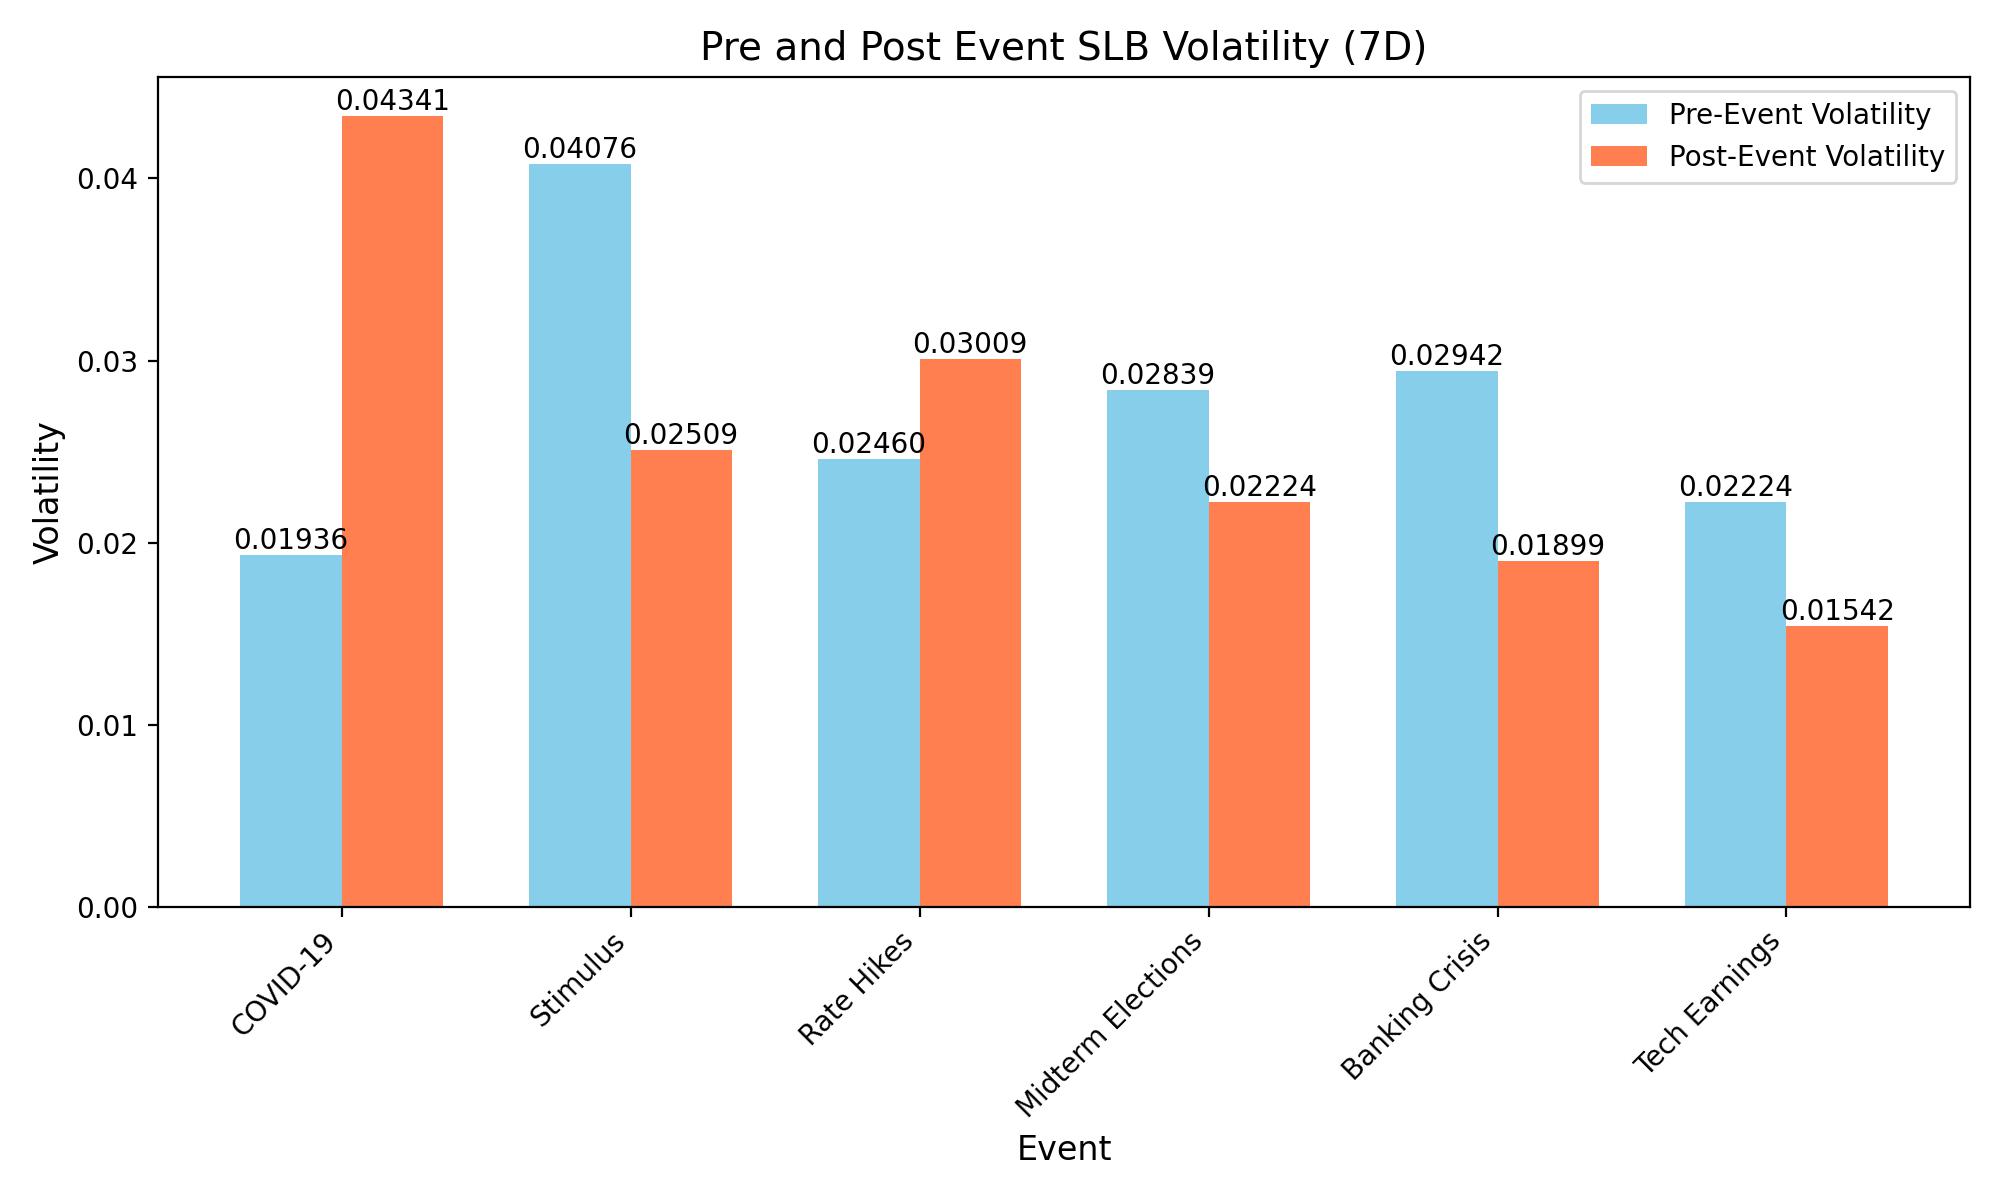 Pre and Post Event SLB Volatility (7D)
Pre-Event Volatility
Post-Event Volatility
Volatility
0.04
0.03
0.02
0.01
0.00
0.01936
0.04341
0.04076
0.02509
0.02460
0.03009
0.02839
0.02224
0.02942
0.01899
0.02224
0.01542
COVID-19
Stimulus
Rate Hikes
Midterm Elections
Banking Crisis
Tech Earnings
Event